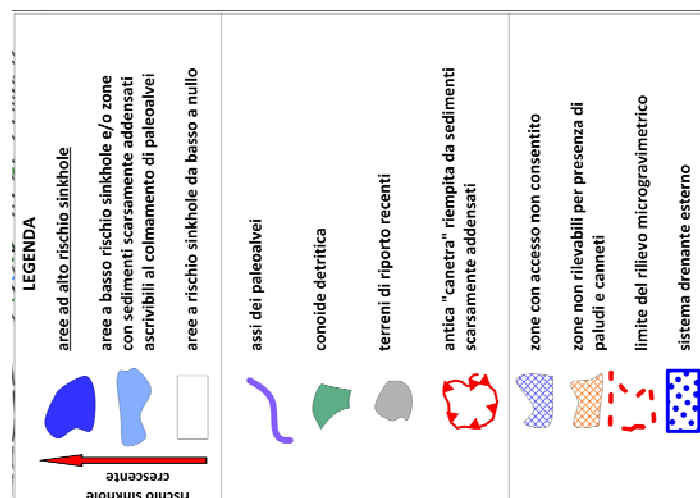 LEGENDA
aree ad alto rischio sinkhole
aree a basso rischio sinkhole e/o zone
con sedimenti scarsamente addensati
ascrivibili al colmamento di paleoalvei
aree a rischio sinkhole da basso a nullo
rischio sinkhole
crescente
assi dei paleoalvei
conoide detritica
terreni di riporto recenti
antica "canetra" riempita da sedimenti
scarsamente addensati
zone con accesso non consentito
zone non rilevabili per presenza di
paludi e canneti
limite del rilievo microgravimetrico
sistema drenante esterno